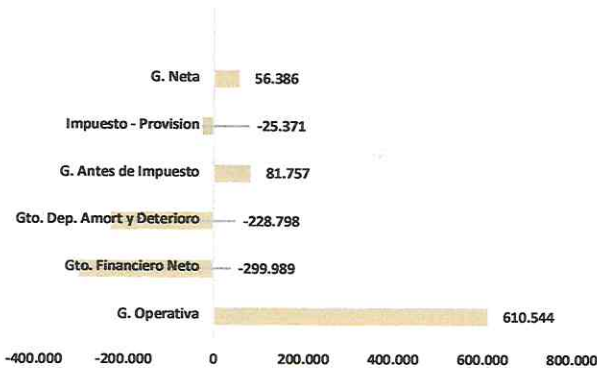 G. Neta 56.386
Impuesto - Provision -25.371
G. Antes de Impuesto 81.757
Gto. Dep. Amort y Deterioro -228.798
Gto. Financiero Neto -299.989
G. Operativa 610.544
-400.000 -200.000 0 200.000 400.000 600.000 800.000